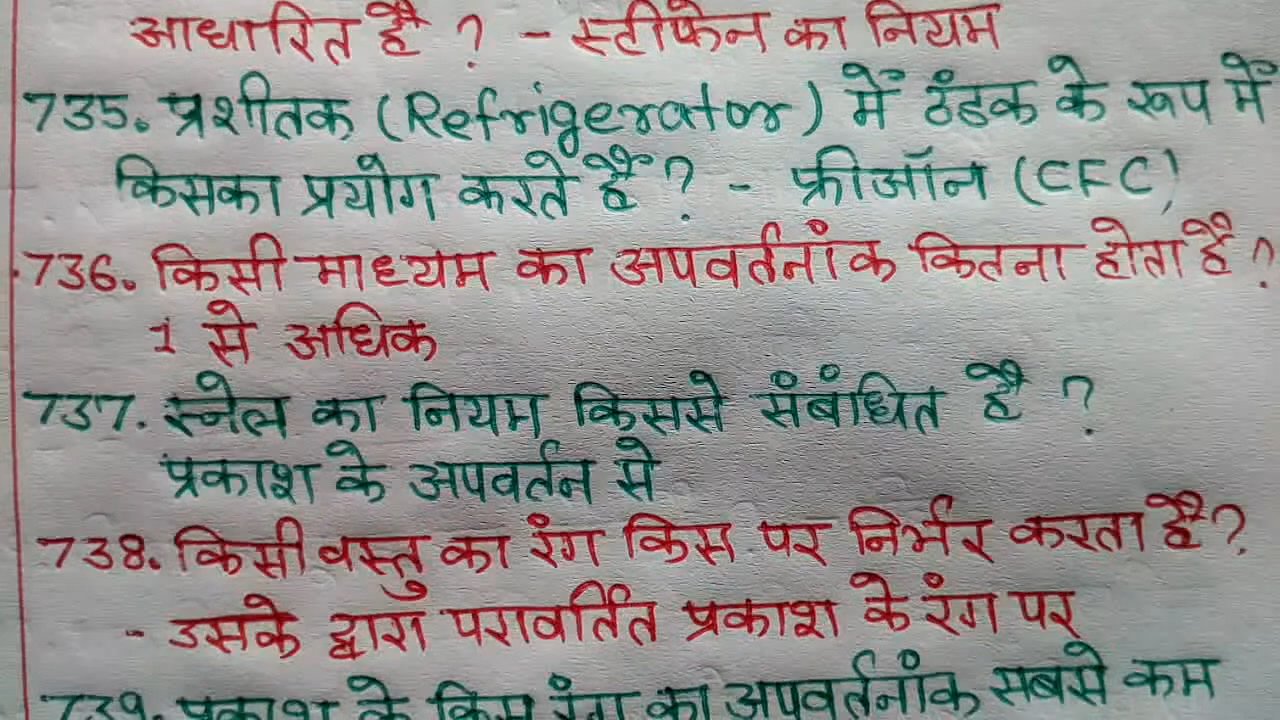 आधारित है ? - स्टीफेन का नियम
735. प्रशीतक (Refrigerator) में ठंडक के रूप में
किसका प्रयोग करते हैं ? - फ्रीजॉन (CFC)
736. किसी माध्यम का अपवर्तनांक कितना होता है ?
1 से अधिक
737. स्नेल का नियम किससे संबंधित है ?
प्रकाश के अपवर्तन से
738. किसी वस्तु का रंग किस पर निर्भर करता है ?
- उसके द्वारा परावर्तित प्रकाश के रंग पर
739. प्रकाश के किस रंग का अपवर्तनांक सबसे कम